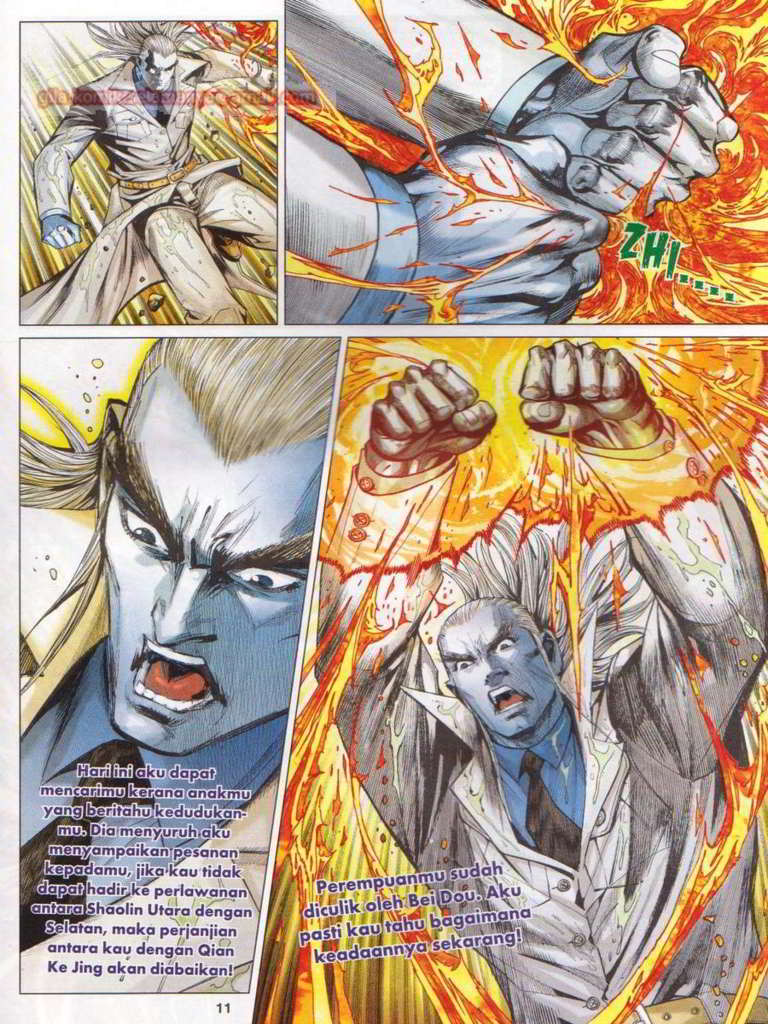 ZHI.....
Hari ini aku dapat
mencarimu kerana anakmu
yang beritahu kedudukan-
mu. Dia menyuruh aku
menyampaikan pesanan
kepadamu, jika kau tidak
dapat hadir ke perlawanan
antara Shaolin Utara dengan
Selatan, maka perjanjian
antara kau dengan Qian
Ke Jing akan diabaikan!
Perempuanmu sudah
diculik oleh Bei Dou. Aku
pasti kau tahu bagaimana
keadaannya sekarang!
11